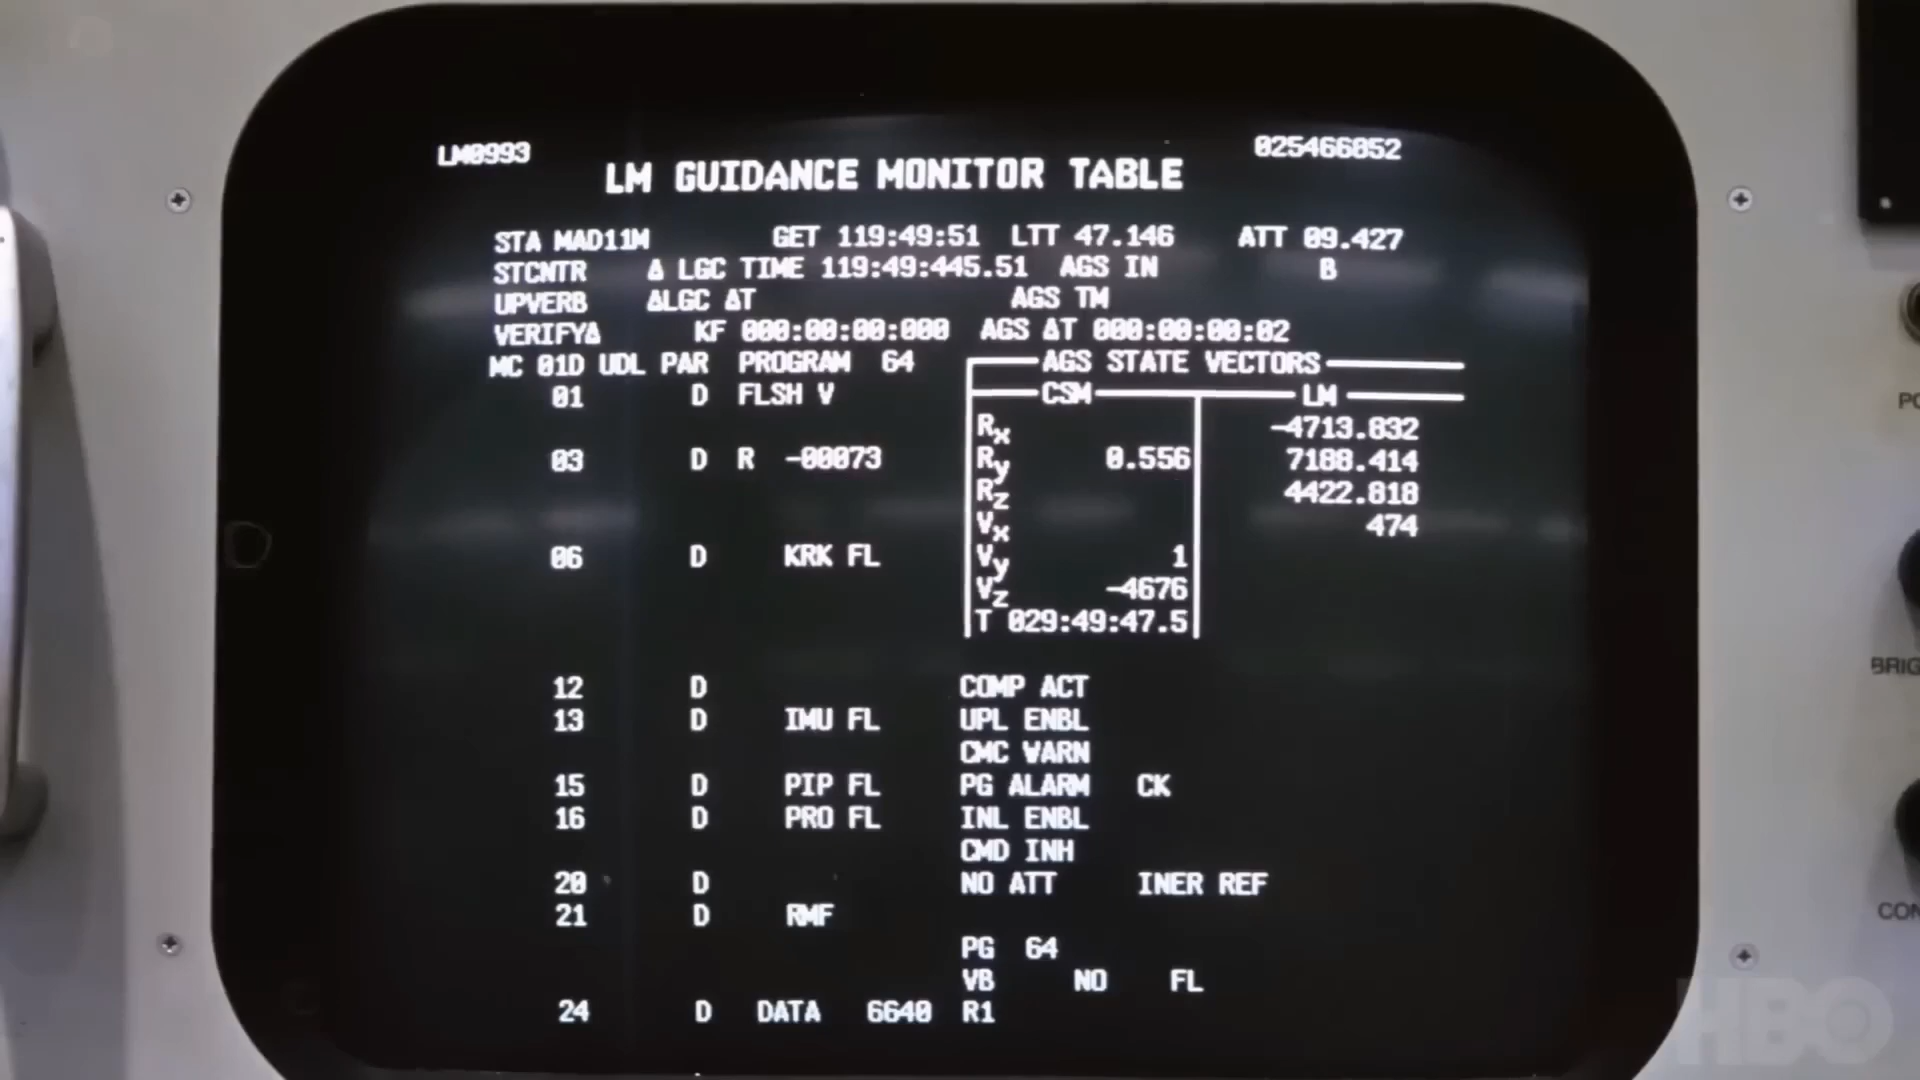 LM0993 025466052
LM GUIDANCE MONITOR TABLE
STA MAD11M GET 119:49:51 LTT 47.146 ATT 09.427
STCNTR Δ LGC TIME 119:49:445.51 AGS IN B
UPVERB ΔLGC ΔT AGS TM
VERIFYΔ KF 000:00:00:000 AGS ΔT 000:00:00:02
MC 01D UDL PAR PROGRAM 64 AGS STATE VECTORS
01 D FLSH V CSM LM
Rx -4713.832
03 D R -00073 Ry 0.556 7188.414
Rz 4422.818
Vx 474
06 D KRK FL Vy 1
Vz -4676
T 029:49:47.5
12 D COMP ACT
13 D IMU FL UPL ENBL
CMC WARN
15 D PIP FL PG ALARM CK
16 D PRO FL INL ENBL
CMD INH
20 D NO ATT INER REF
21 D RMF
PG 64
VB NO FL
24 D DATA 6640 R1
HBO